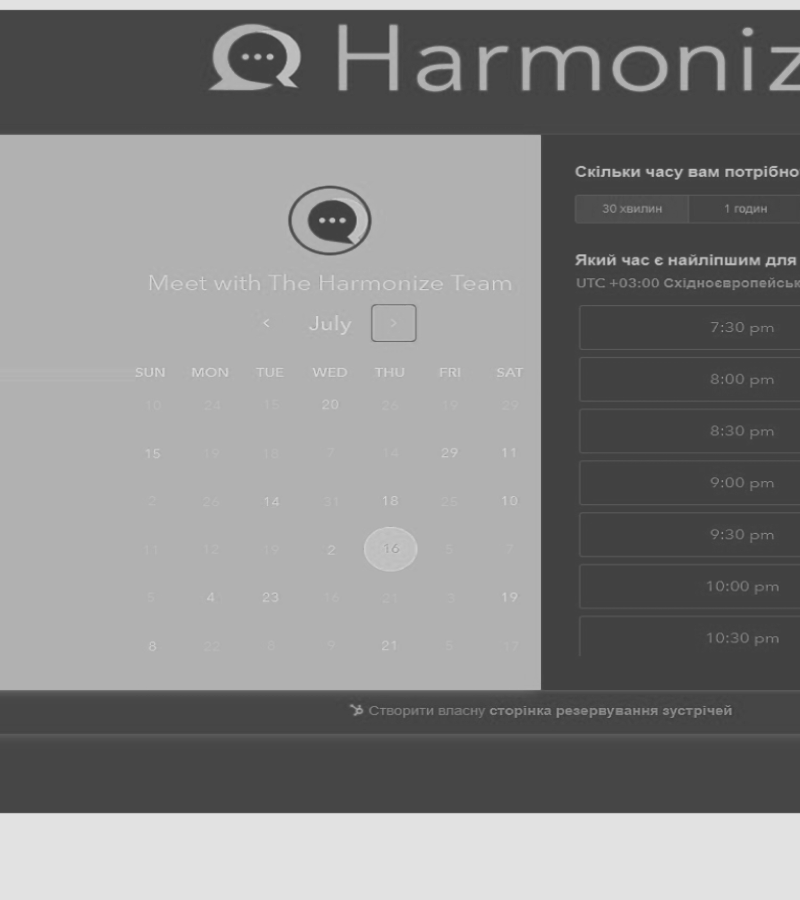 Harmoniz
Meet with The Harmonize Team
July
SUN MON TUE WED THU FRI SAT
10 24 15 20 26 19 29
15 19 7 14 29 11
2 26 14 31 18 25 10
11 12 19 2 16 5 7
5 4 23 16 21 3 19
8 22 8 9 21 5 17
Скільки часу вам потрібно
30 хвилин 1 годин
Який час є найліпшим для
UTC +03:00 Східноєвропейськ
7:30 pm
8:00 pm
8:30 pm
9:00 pm
9:30 pm
10:00 pm
10:30 pm
Створити власну сторінка резервування зустрічей